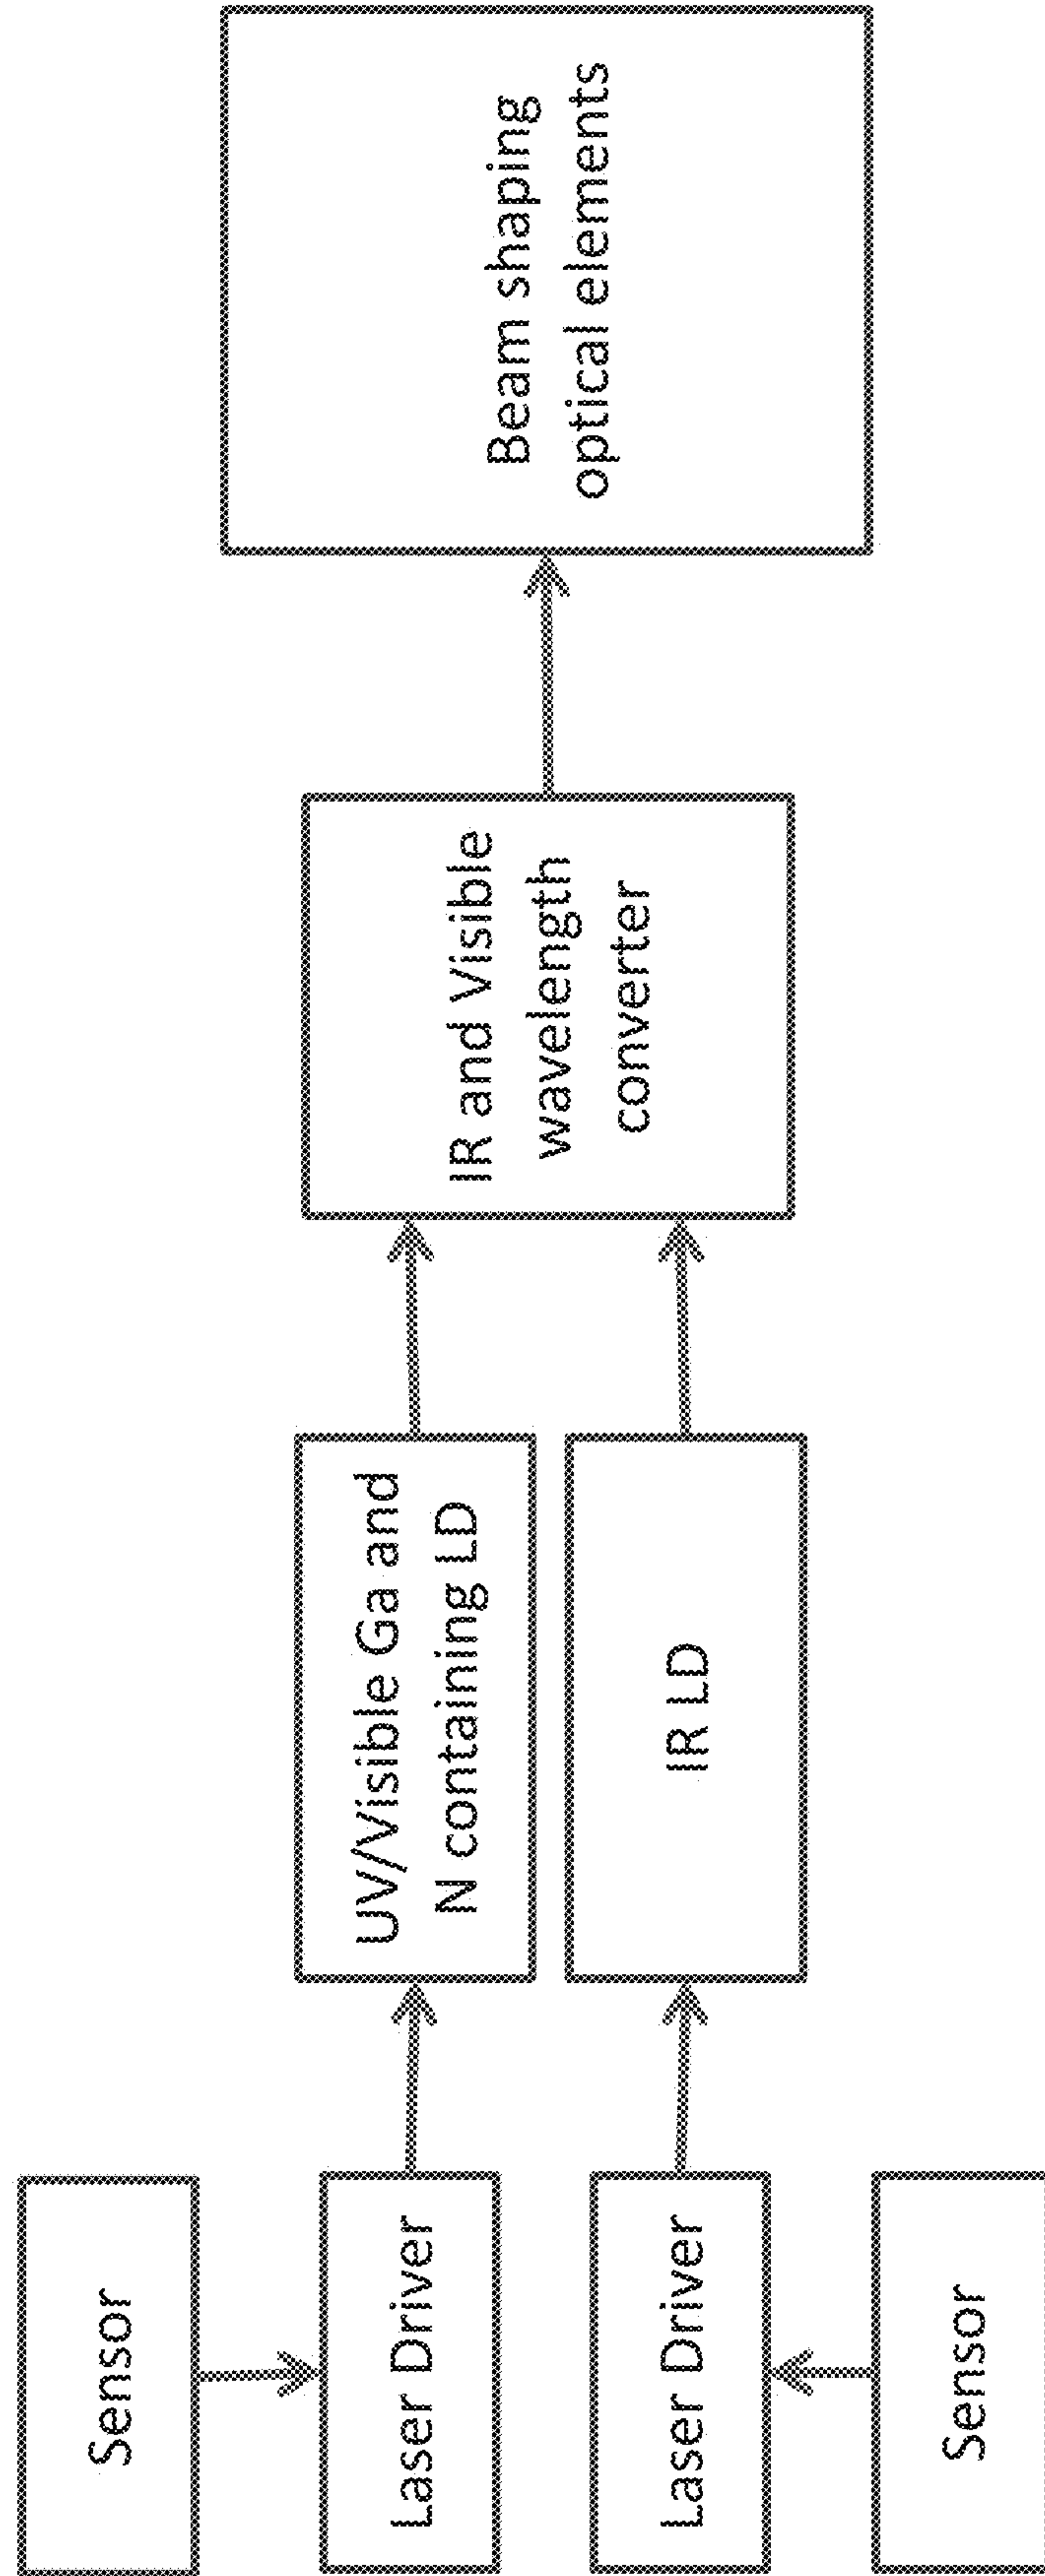 Sensor
Laser Driver
UV/Visible Ga and
N containing LD
IR and Visible
wavelength
converter
Beam shaping
optical elements
Laser Driver
IR LD
Sensor